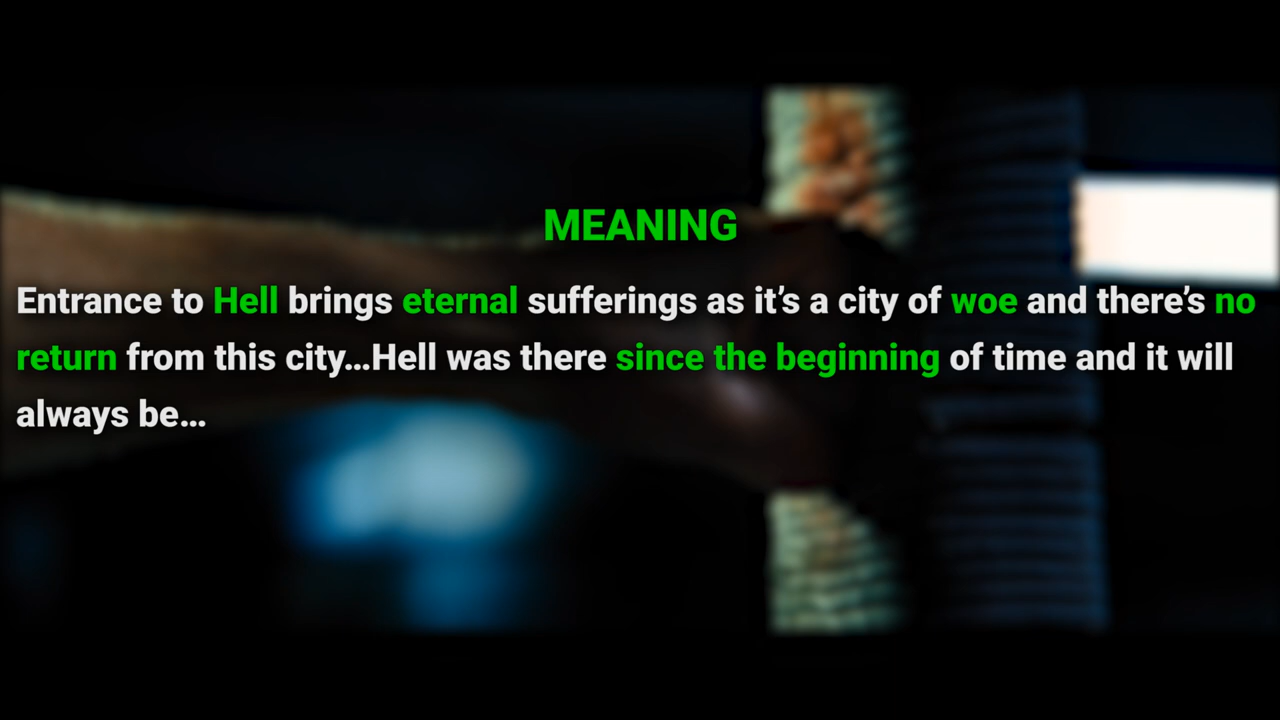 MEANING
Entrance to Hell brings eternal sufferings as it’s a city of woe and there’s no
return from this city...Hell was there since the beginning of time and it will
always be...